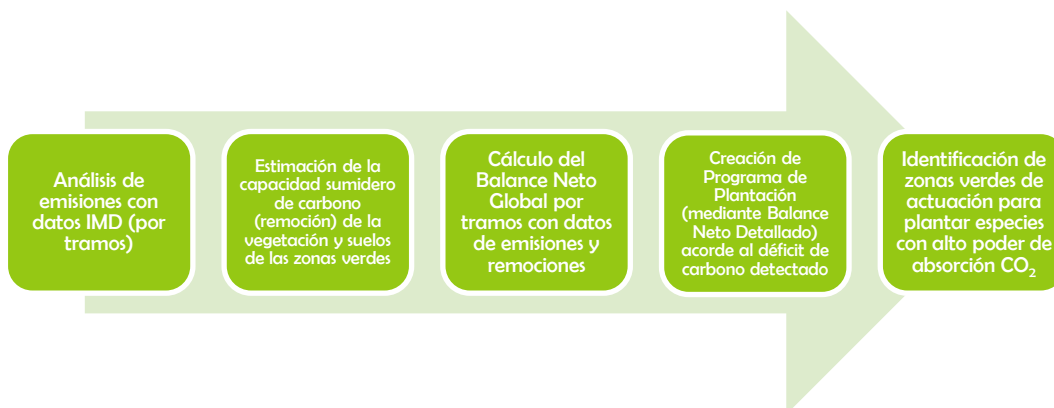 Análisis de
emisiones con
datos IMD (por
tramos)
Estimación de la
capacidad sumidero
de carbono
(remoción) de la
vegetación y suelos
de las zonas verdes
Cálculo del
Balance Neto
Global por
tramos con datos
de emisiones y
remociones
Creación de
Programa de
Plantación
(mediante Balance
Neto Detallado)
acorde al déficit de
carbono detectado
Identificación de
zonas verdes de
actuación para
plantar especies
con alto poder de
absorción CO₂